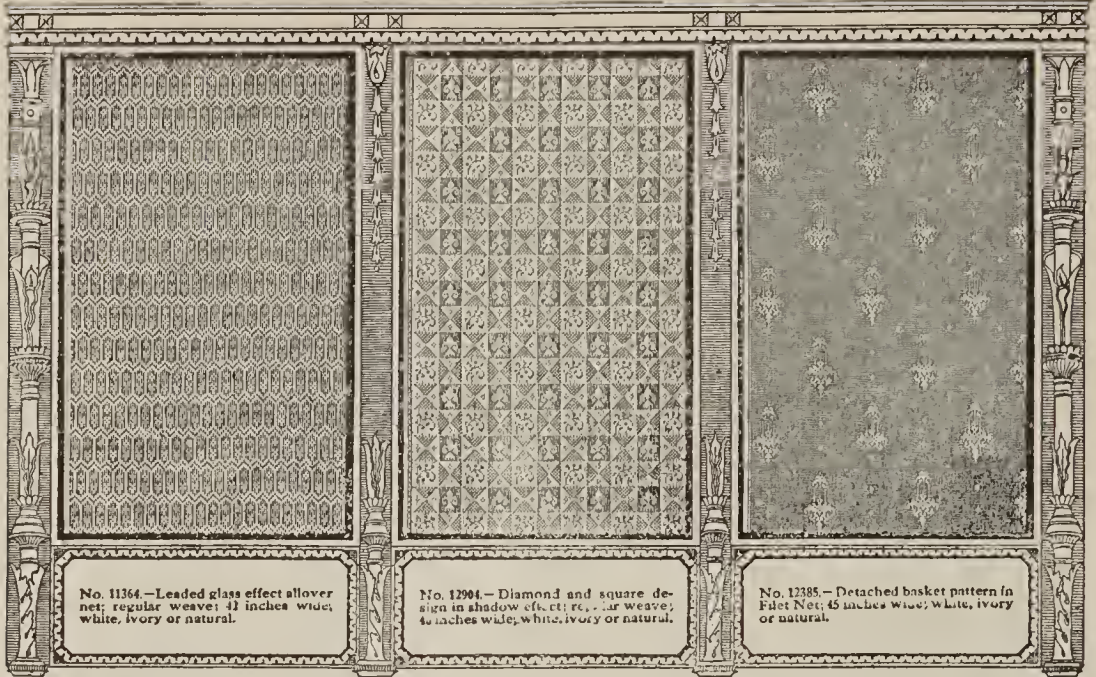 No. 11364.—Leaded glass effect allover
net; regular weave; inches wide;
white, ivory or natural.
No. 12904.—Diamond and square de-
sign in shadow effect; weave;
inches wide; white, ivory or natural.
No. 12385.—Detached basket pattern in
Filet Net; 45 inches wide; white, ivory
or natural.